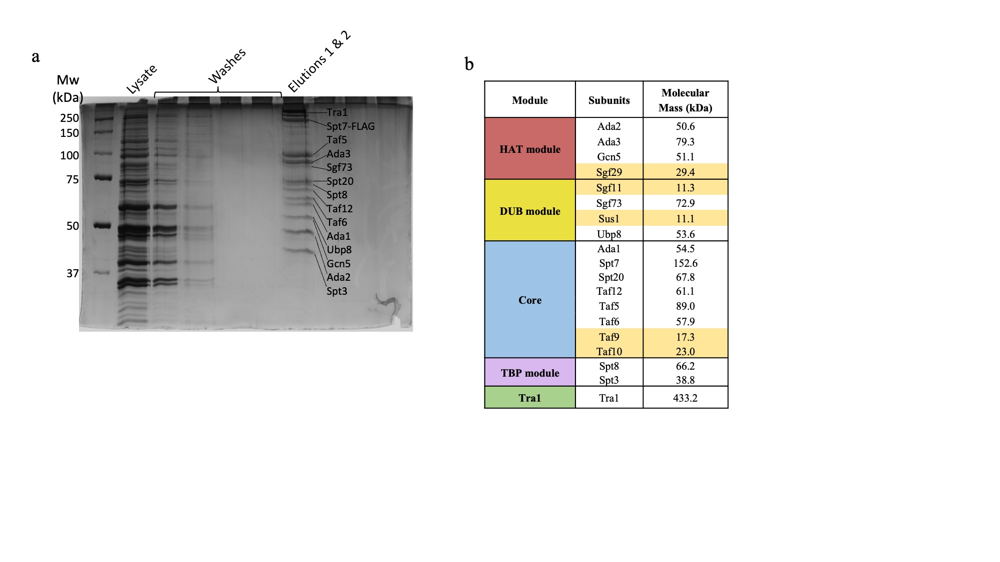 a
Mw
(kDa)
Lysate
Washes
Elutions 1 & 2
250
150
100
75
50
37
Tra1
Spt7-FLAG
Taf5
Ada3
Sgf73
Spt20
Spt8
Taf12
Taf6
Ada1
Ubp8
Gcn5
Ada2
Spt3
b
Module Subunits Molecular
Mass (kDa)
HAT module
Ada2 50.6
Ada3 79.3
Gcn5 51.1
Sgf29 29.4
DUB module
Sgf11 11.3
Sgf73 72.9
Sus1 11.1
Ubp8 53.6
Core
Ada1 54.5
Spt7 152.6
Spt20 67.8
Taf12 61.1
Taf5 89.0
Taf6 57.9
Taf9 17.3
Taf10 23.0
TBP module
Spt8 66.2
Spt3 38.8
Tra1 Tra1 433.2